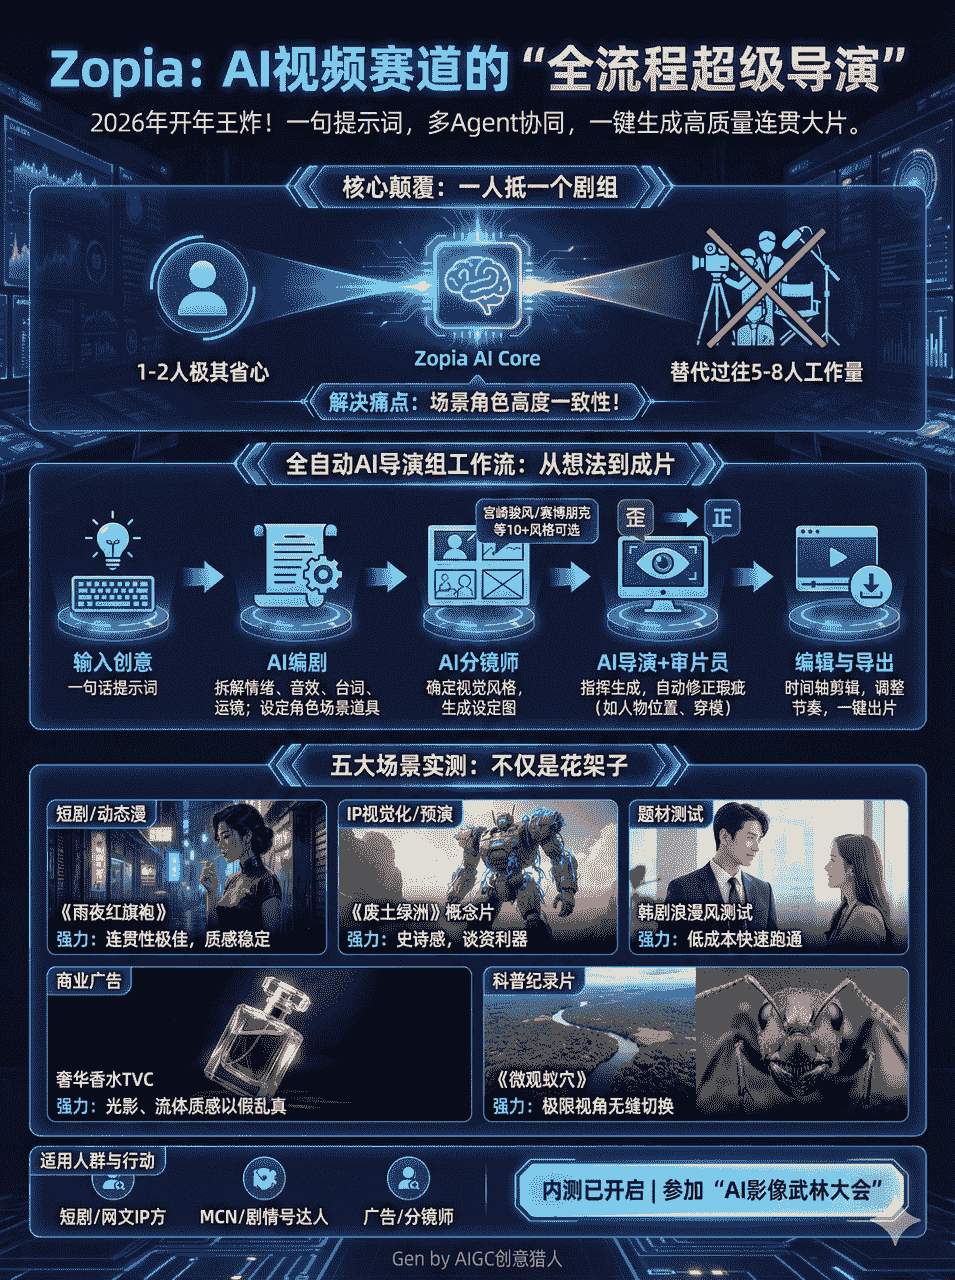 Zopia：AI视频赛道的“全流程超级导演”
2026年开年王炸！一句提示词，多Agent协同，一键生成高质量连贯大片。
核心颠覆：一人抵一个剧组
1-2人极其省心
Zopia AI Core
替代过往5-8人工作量
解决痛点：场景角色高度一致性！
全自动AI导演组工作流：从想法到成片
宫崎骏风/赛博朋克
等10+风格可选
歪
正
输入创意
一句话提示词
AI编剧
拆解情绪、音效、台词、
运镜；设定角色场景道具
AI分镜师
确定视觉风格，
生成设定图
AI导演+审片员
指挥生成，自动修正瑕疵
（如人物位置、穿模）
编辑与导出
时间轴剪辑，调整
节奏，一键出片
五大场景实测：不仅是花架子
短剧/动态漫
《雨夜红旗袍》
强力：连贯性极佳，质感稳定
IP视觉化/预演
《废土绿洲》概念片
强力：史诗感，谈资利器
题材测试
韩剧浪漫风测试
强力：低成本快速跑通
商业广告
奢华香水TVC
强力：光影、流体质感以假乱真
科普纪录片
《微观蚁穴》
强力：极限视角无缝切换
适用人群与行动
短剧/网文IP方
MCN/剧情号达人
广告/分镜师
内测已开启 | 参加“AI影像武林大会”
Gen by AIGC创意猎人